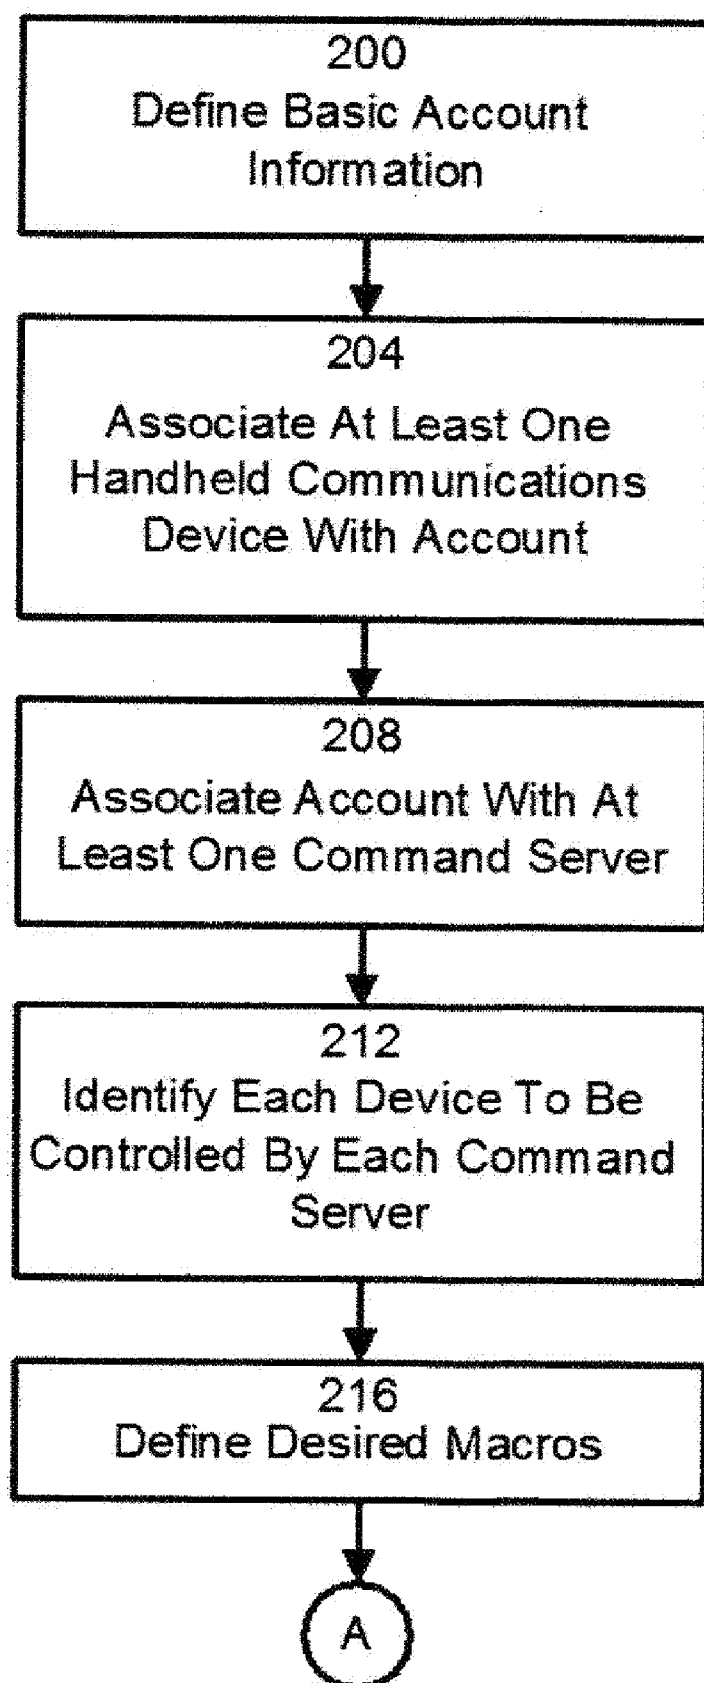 200
Define Basic Account
Information
204
Associate At Least One
Handheld Communications
Device With Account
208
Associate Account With At
Least One Command Server
212
Identify Each Device To Be
Controlled By Each Command
Server
216
Define Desired Macros
A